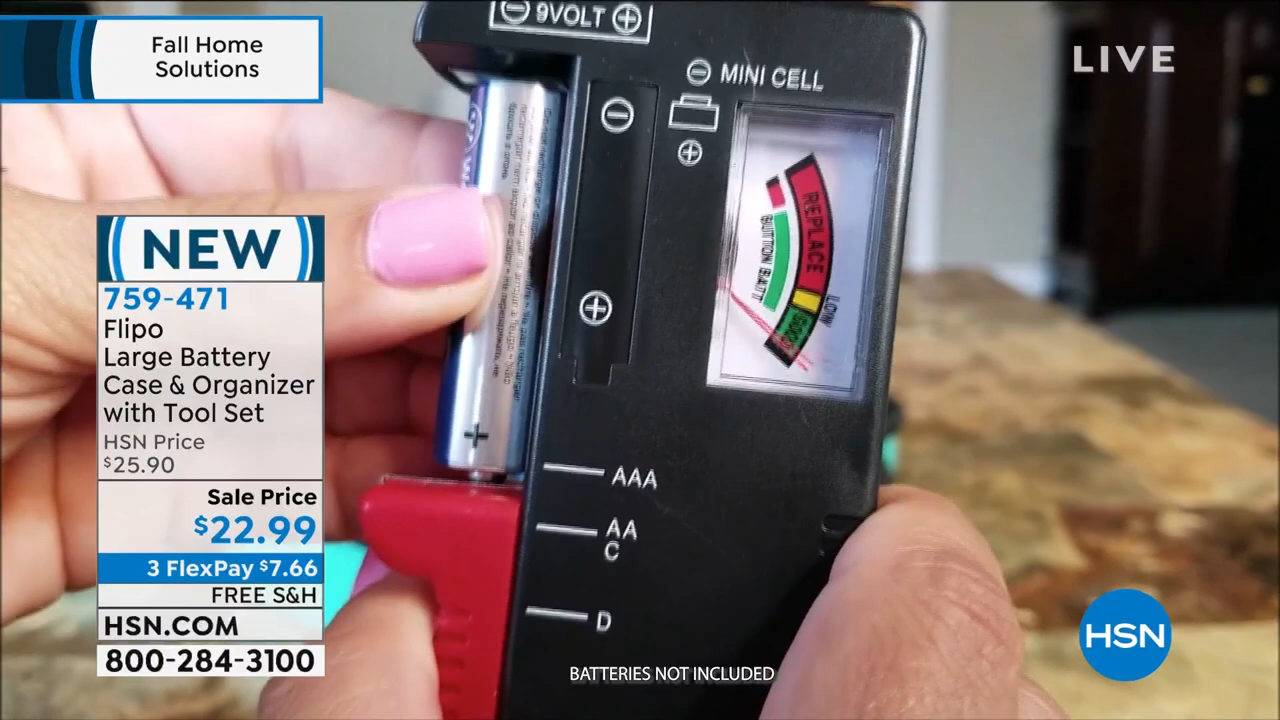 Fall Home
Solutions
LIVE
NEW
759-471
Flipo
Large Battery
Case & Organizer
with Tool Set
HSN Price
$25.90
Sale Price
$22.99
3 FlexPay $7.66
FREE S&H
HSN.COM
800-284-3100
⊖ 9VOLT ⊕
⊖ MINI CELL
⊕
⊖
⊕
REPLACE
LOW
GOOD
BUTTON BATT
+
AAA
AA
C
D
BATTERIES NOT INCLUDED
HSN